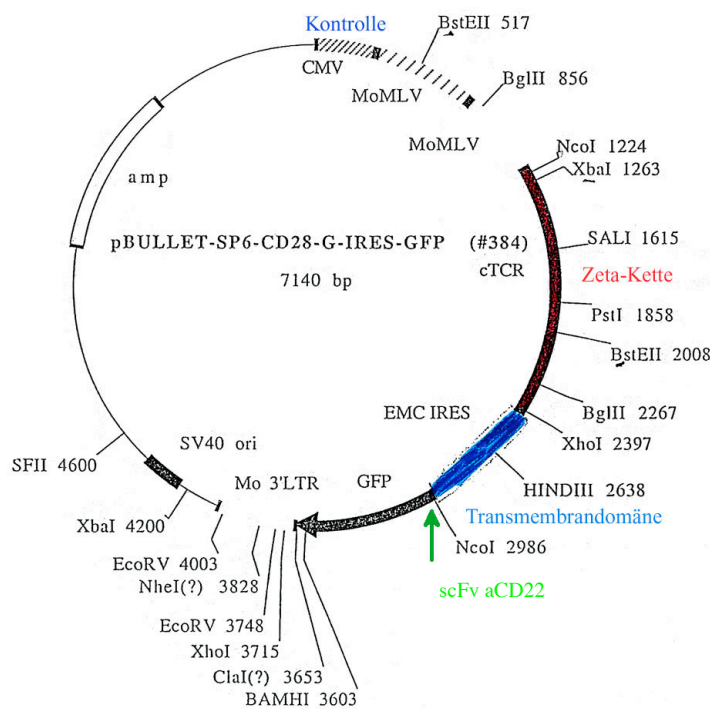 Kontrolle
BstEII 517
CMV
MoMLV
BglII 856
MoMLV
NcoI 1224
XbaI 1263
amp
pBULLET-SP6-CD28-G-IRES-GFP (#384)
cTCR
7140 bp
SALI 1615
Zeta-Kette
PstI 1858
BstEII 2008
EMC IRES
BglII 2267
XhoI 2397
SV40 ori
SFII 4600
Mo 3'LTR
GFP
HINDIII 2638
Transmembrandomäne
XbaI 4200
NcoI 2986
EcoRV 4003
NheI(?) 3828
scFv aCD22
EcoRV 3748
XhoI 3715
ClaI(?) 3653
BAMHI 3603